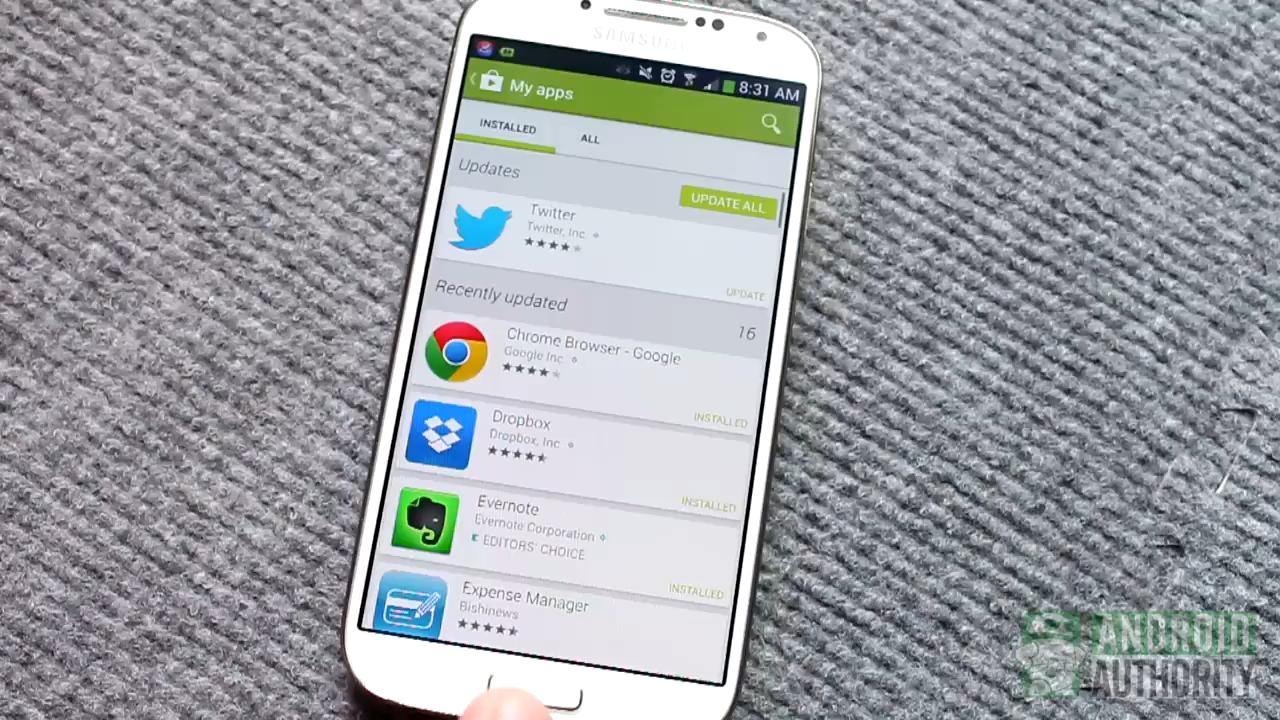 SAMSUNG
8:31 AM
My apps
INSTALLED
ALL
Updates
UPDATE ALL
Twitter
Twitter, Inc.
UPDATE
Recently updated
16
Chrome Browser - Google
Google Inc.
INSTALLED
Dropbox
Dropbox, Inc.
INSTALLED
Evernote
Evernote Corporation
EDITORS' CHOICE
INSTALLED
Expense Manager
Bishinews
ANDROID
AUTHORITY